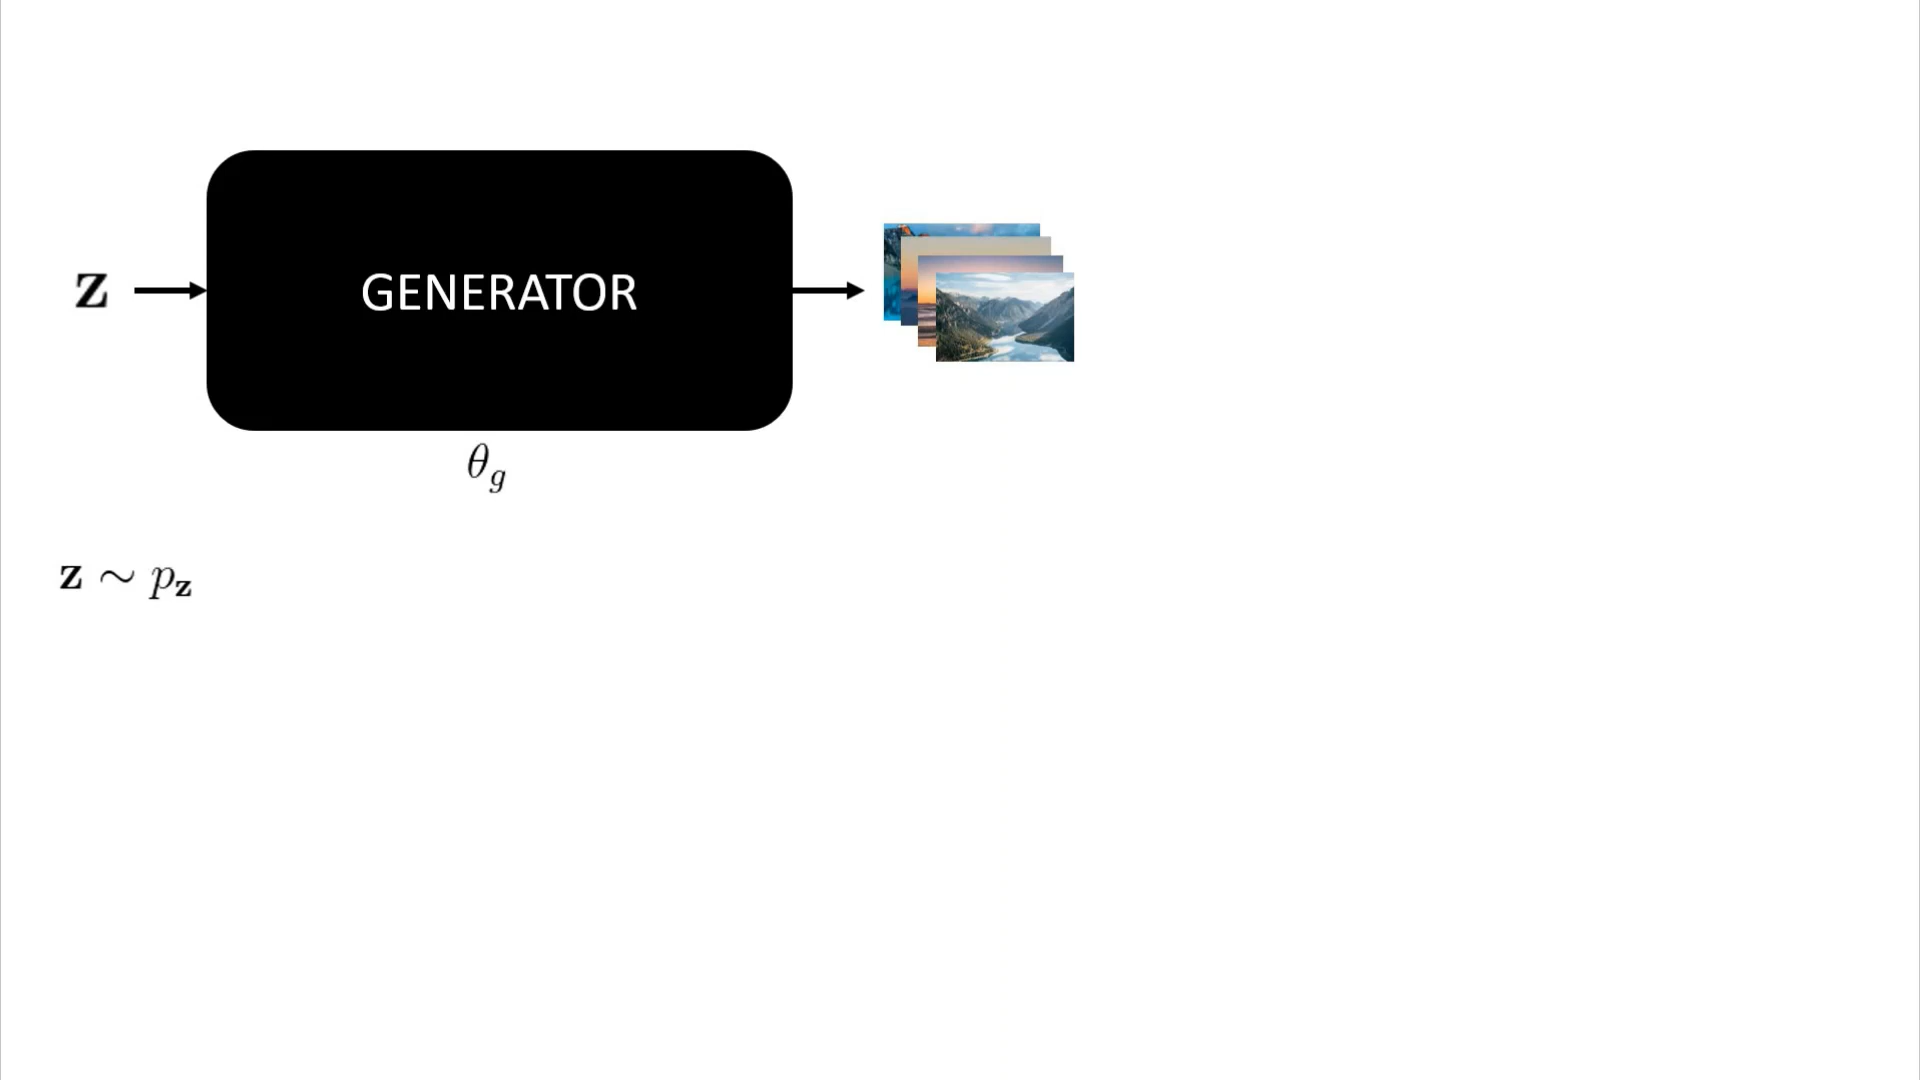 z
GENERATOR
θ_g
z ∼ p_z